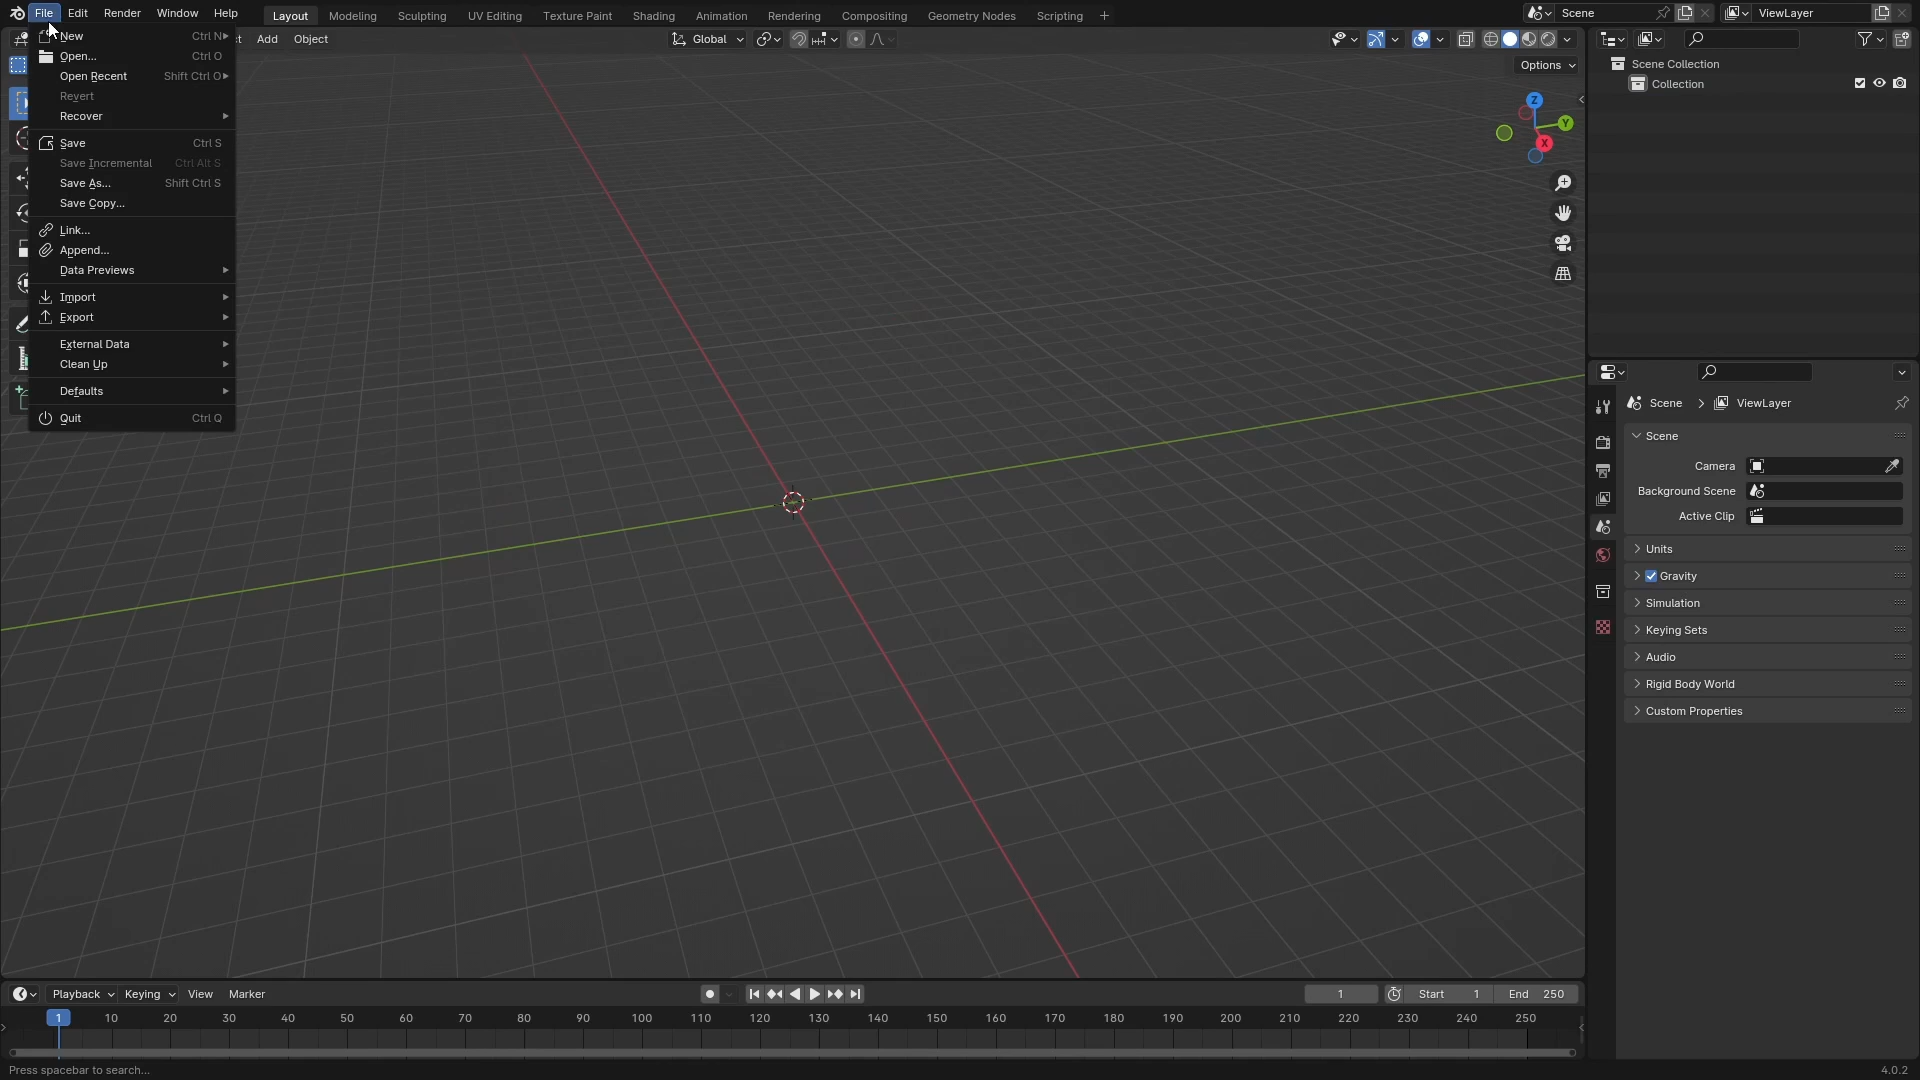 File Edit Render Window Help Layout Modeling Sculpting UV Editing Texture Paint Shading Animation Rendering Compositing Geometry Nodes Scripting + Scene ViewLayer
t Add Object Global
Options
New Ctrl N
Open... Ctrl O
Open Recent Shift Ctrl O
Revert
Recover
Save Ctrl S
Save Incremental Ctrl Alt S
Save As... Shift Ctrl S
Save Copy...
Link...
Append...
Data Previews
Import
Export
External Data
Clean Up
Defaults
Quit Ctrl Q
Z
Y
X
Scene Collection
Collection
Scene > ViewLayer
Scene
Camera
Background Scene
Active Clip
Units
Gravity
Simulation
Keying Sets
Audio
Rigid Body World
Custom Properties
Playback Keying View Marker 1 Start 1 End 250
1 10 20 30 40 50 60 70 80 90 100 110 120 130 140 150 160 170 180 190 200 210 220 230 240 250
Press spacebar to search... 4.0.2